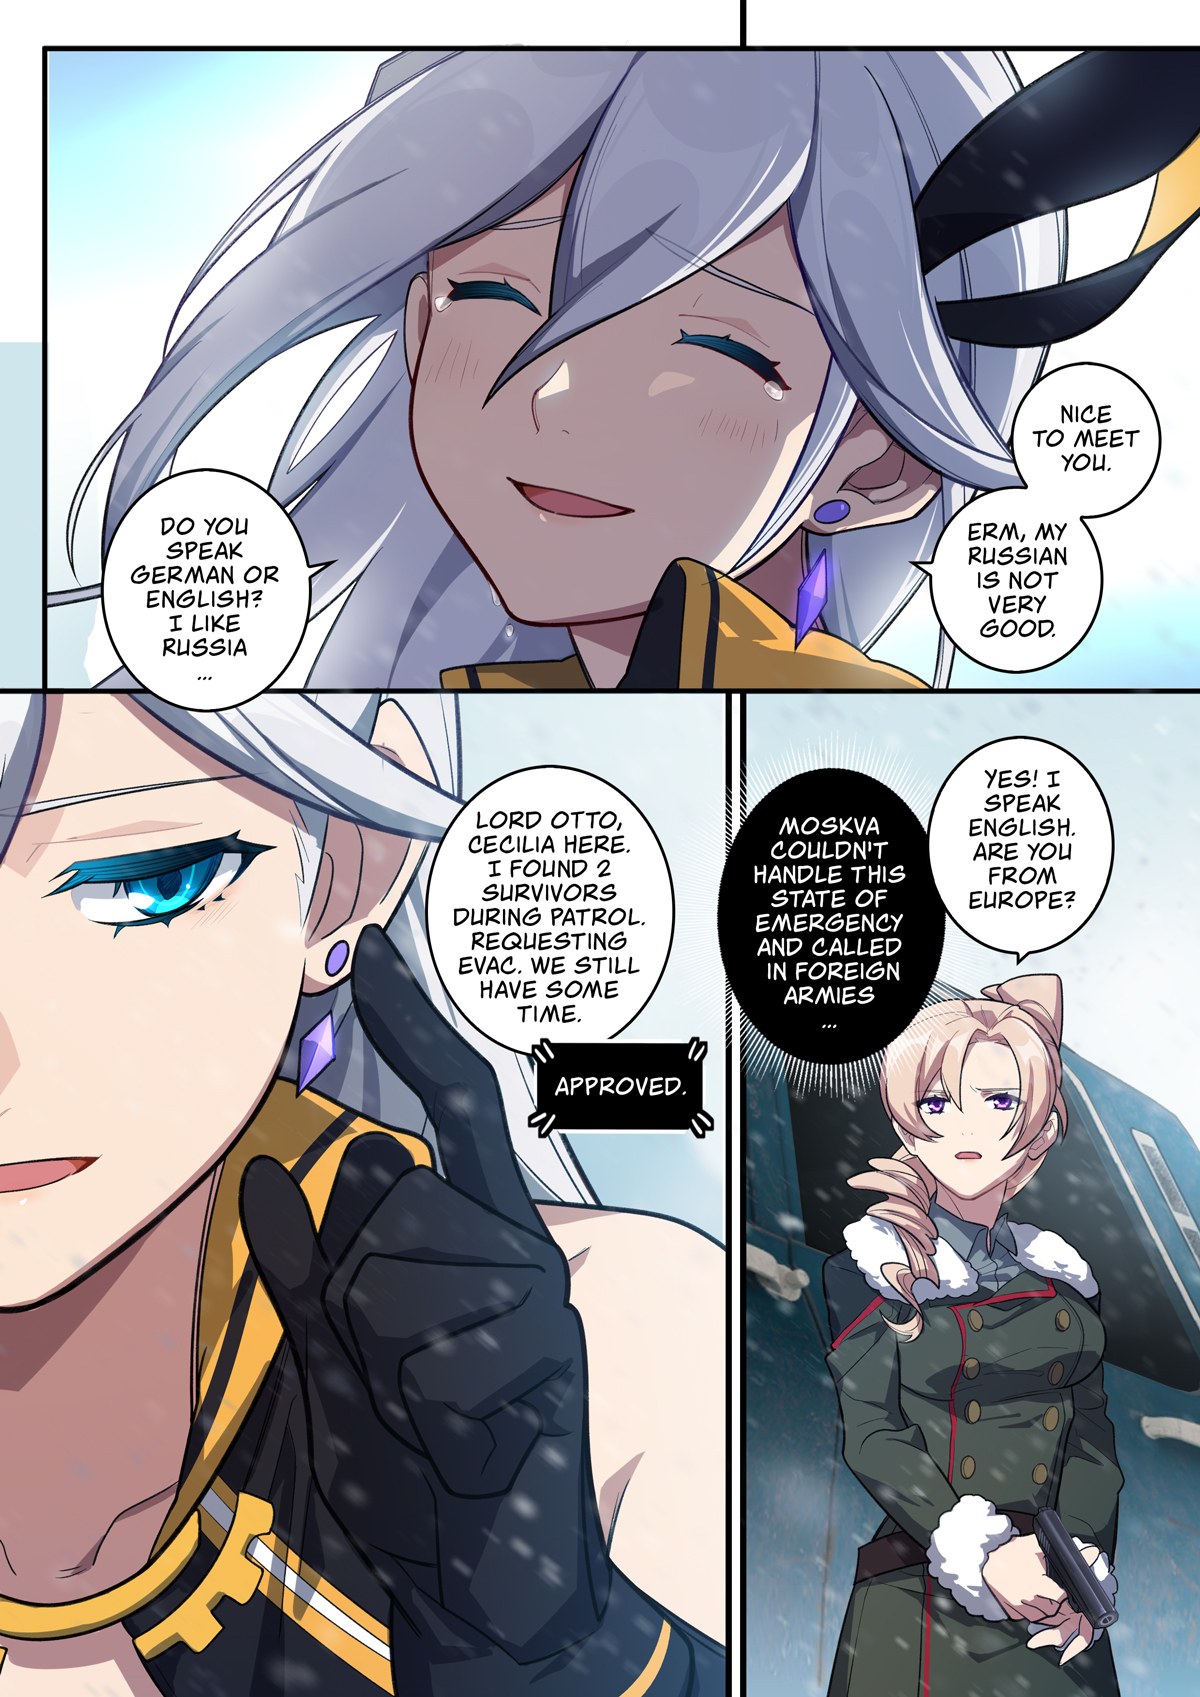 NICE
TO MEET
YOU.
ERM, MY
RUSSIAN
IS NOT
VERY
GOOD.
DO YOU
SPEAK
GERMAN OR
ENGLISH?
I LIKE
RUSSIA
...
YES! I
SPEAK
ENGLISH.
ARE YOU
FROM
EUROPE?
MOSKVA
COULDN'T
HANDLE THIS
STATE OF
EMERGENCY
AND CALLED
IN FOREIGN
ARMIES
...
LORD OTTO,
CECILIA HERE.
I FOUND 2
SURVIVORS
DURING PATROL.
REQUESTING
EVAC. WE STILL
HAVE SOME
TIME.
APPROVED.